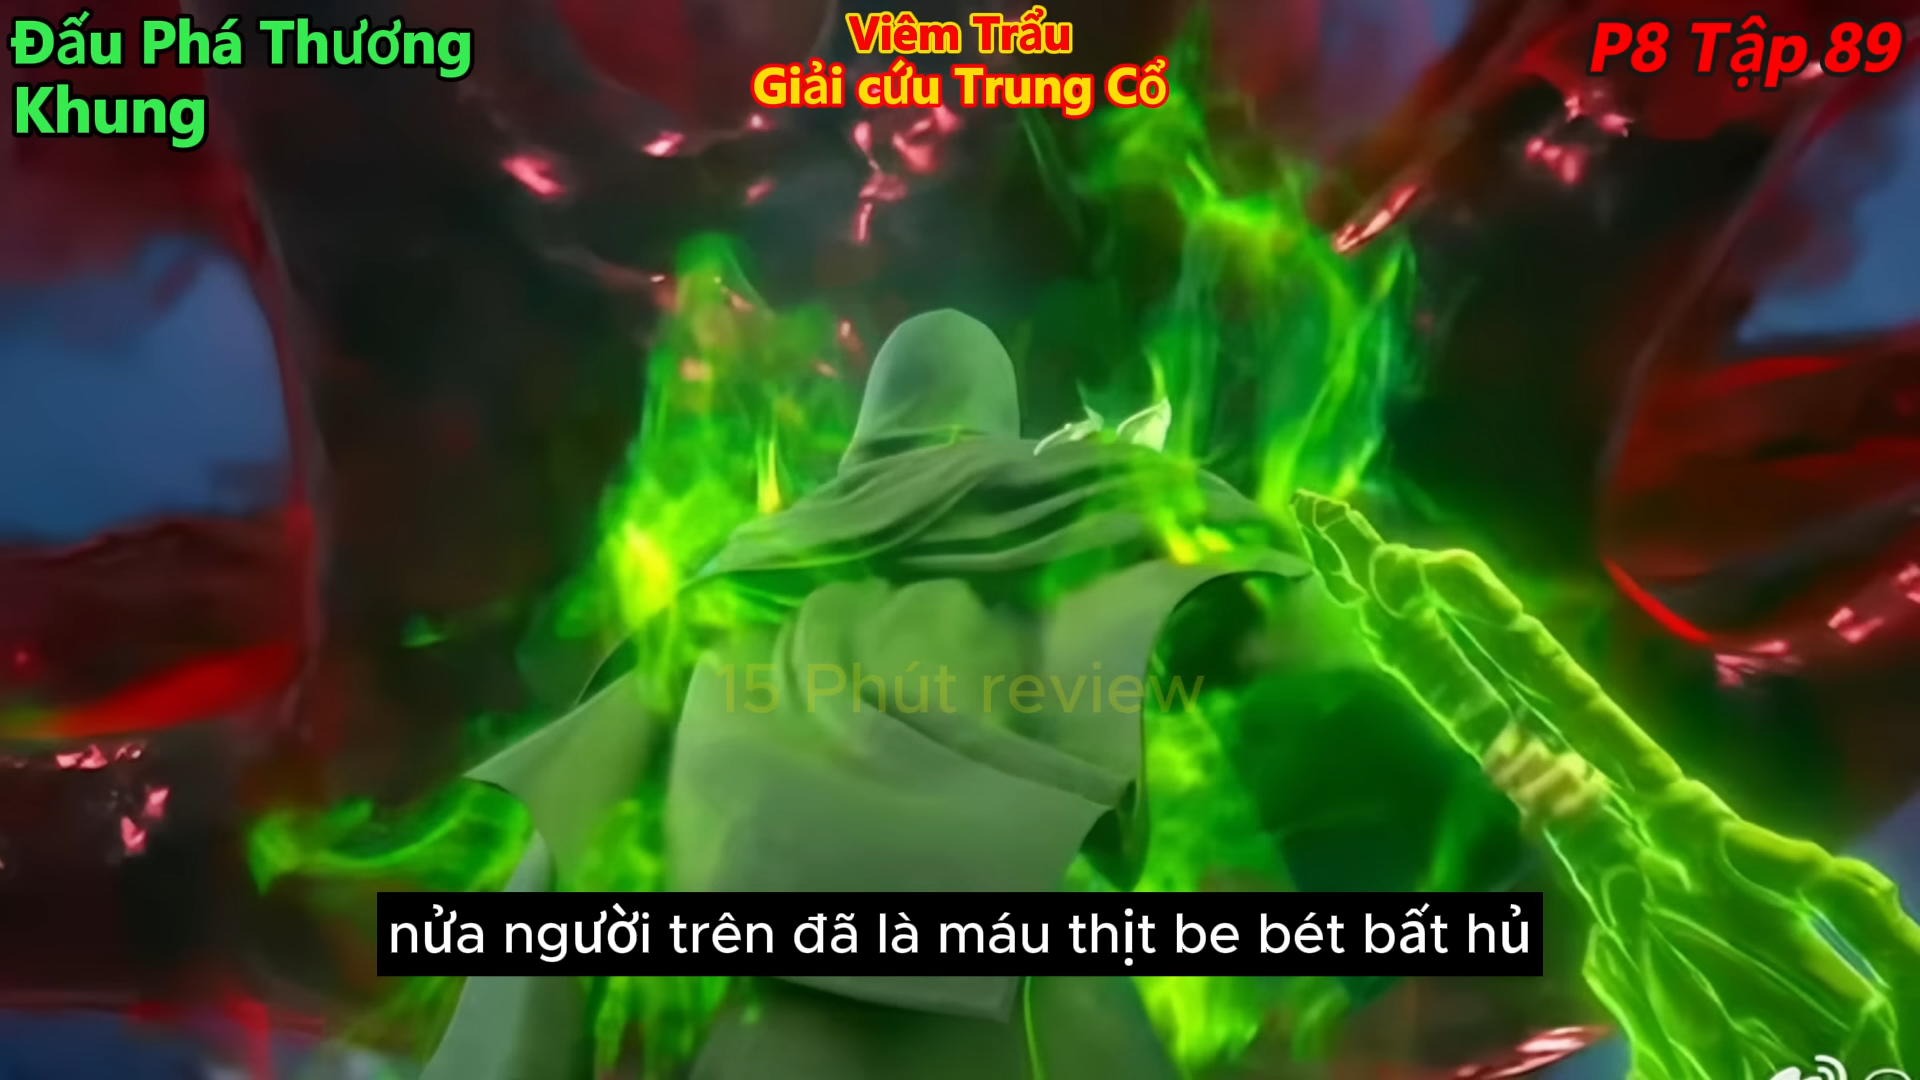 Đấu Phá Thương
Khung
Viêm Trẩu
Giải cứu Trung Cổ
P8 Tập 89
15 Phút review
nửa người trên đã là máu thịt be bét bất hủ